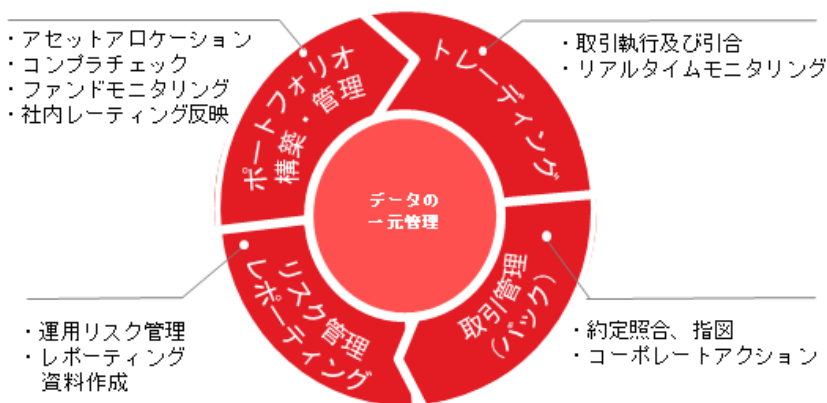 ・アセットアロケーション
・コンプラチェック
・ファンドモニタリング
・社内レーティング反映
ポートフォリオ
構築・管理
トレーディング
・取引執行及び引合
・リアルタイムモニタリング
データの
一元管理
リスク管理
レポーティング
取引管理
（バック）
・運用リスク管理
・レポーティング
資料作成
・約定照合、指図
・コーポレートアクション